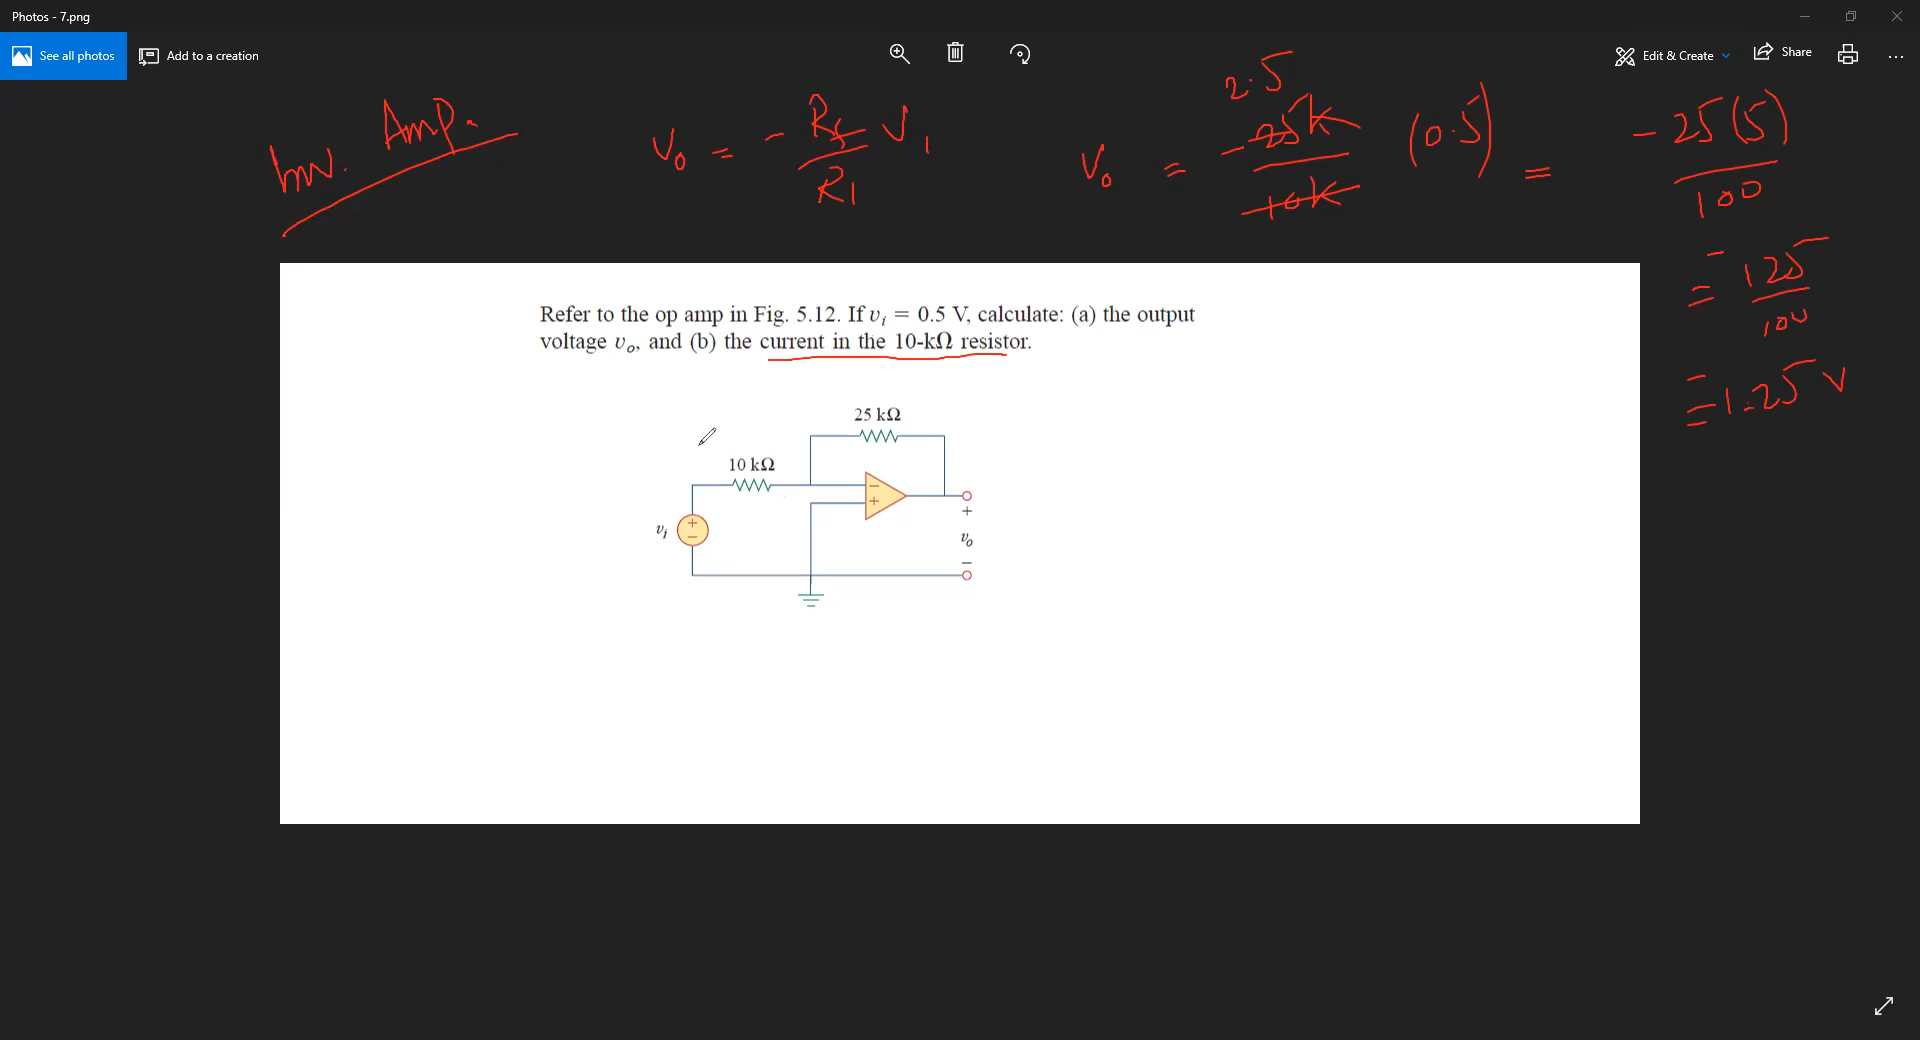 Photos - 7.png
See all photos
Add to a creation
Edit & Create
Share
Inv. Amp.
V₀ = - Rf/R1 V1
2.5
V₀ = -25k/10k (0.5) = -25(5)/100
= -125/100
= -1.25 V
Refer to the op amp in Fig. 5.12. If vᵢ = 0.5 V, calculate: (a) the output
voltage vₒ, and (b) the current in the 10-kΩ resistor.
25 kΩ
10 kΩ
−
+
+
−
vᵢ
+
vₒ
−